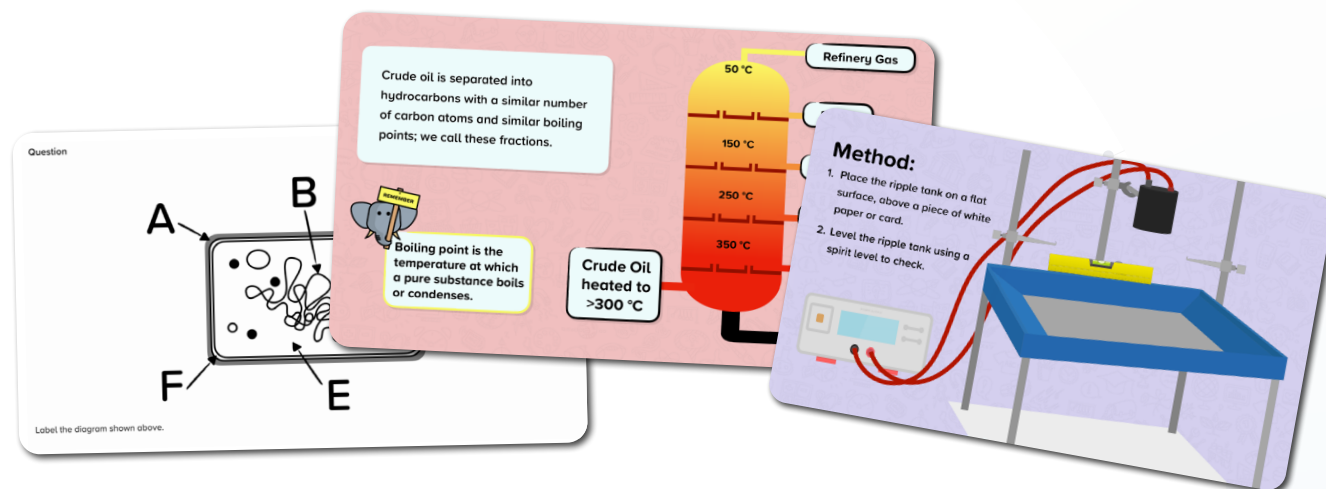 Question
A
B
F
E
Label the diagram shown above.
Crude oil is separated into
hydrocarbons with a similar number
of carbon atoms and similar boiling
points; we call these fractions.
REMEMBER
Boiling point is the
temperature at which
a pure substance boils
or condenses.
Crude Oil
heated to
>300 °C
50 °C
150 °C
250 °C
350 °C
Refinery Gas
Method:
1. Place the ripple tank on a flat
surface, above a piece of white
paper or card.
2. Level the ripple tank using a
spirit level to check.